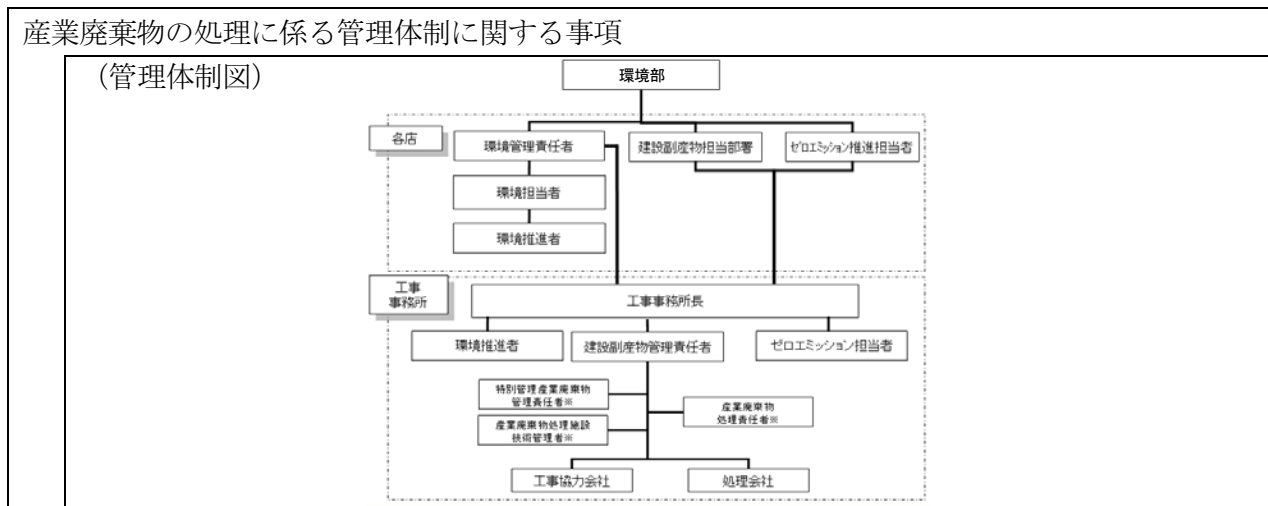 産業廃棄物の処理に係る管理体制に関する事項
(管理体制図)
環境部
各店
環境管理責任者
建設副産物担当部署
ゼロエミッション推進担当者
環境担当者
環境推進者
工事
事務所
工事事務所長
環境推進者
建設副産物管理責任者
ゼロエミッション担当者
特別管理産業廃棄物
管理責任者※
産業廃棄物
処理責任者※
産業廃棄物処理施設
技術管理者※
工事協力会社
処理会社